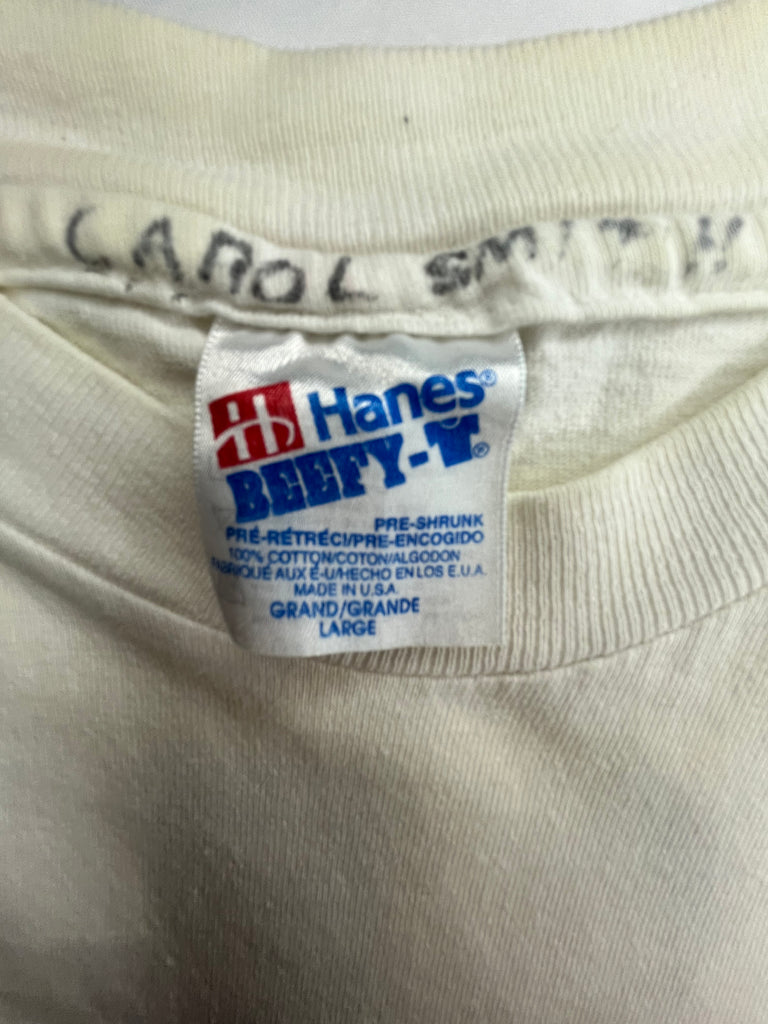 CAROL SMITH
H Hanes®
BEEFY-T®
PRE-SHRUNK
PRÉ-RÉTRÉCI/PRE-ENCOGIDO
100% COTTON/COTON/ALGODON
FABRIQUÉ AUX É-U/HECHO EN LOS E.U.A.
MADE IN U.S.A.
GRAND/GRANDE
LARGE